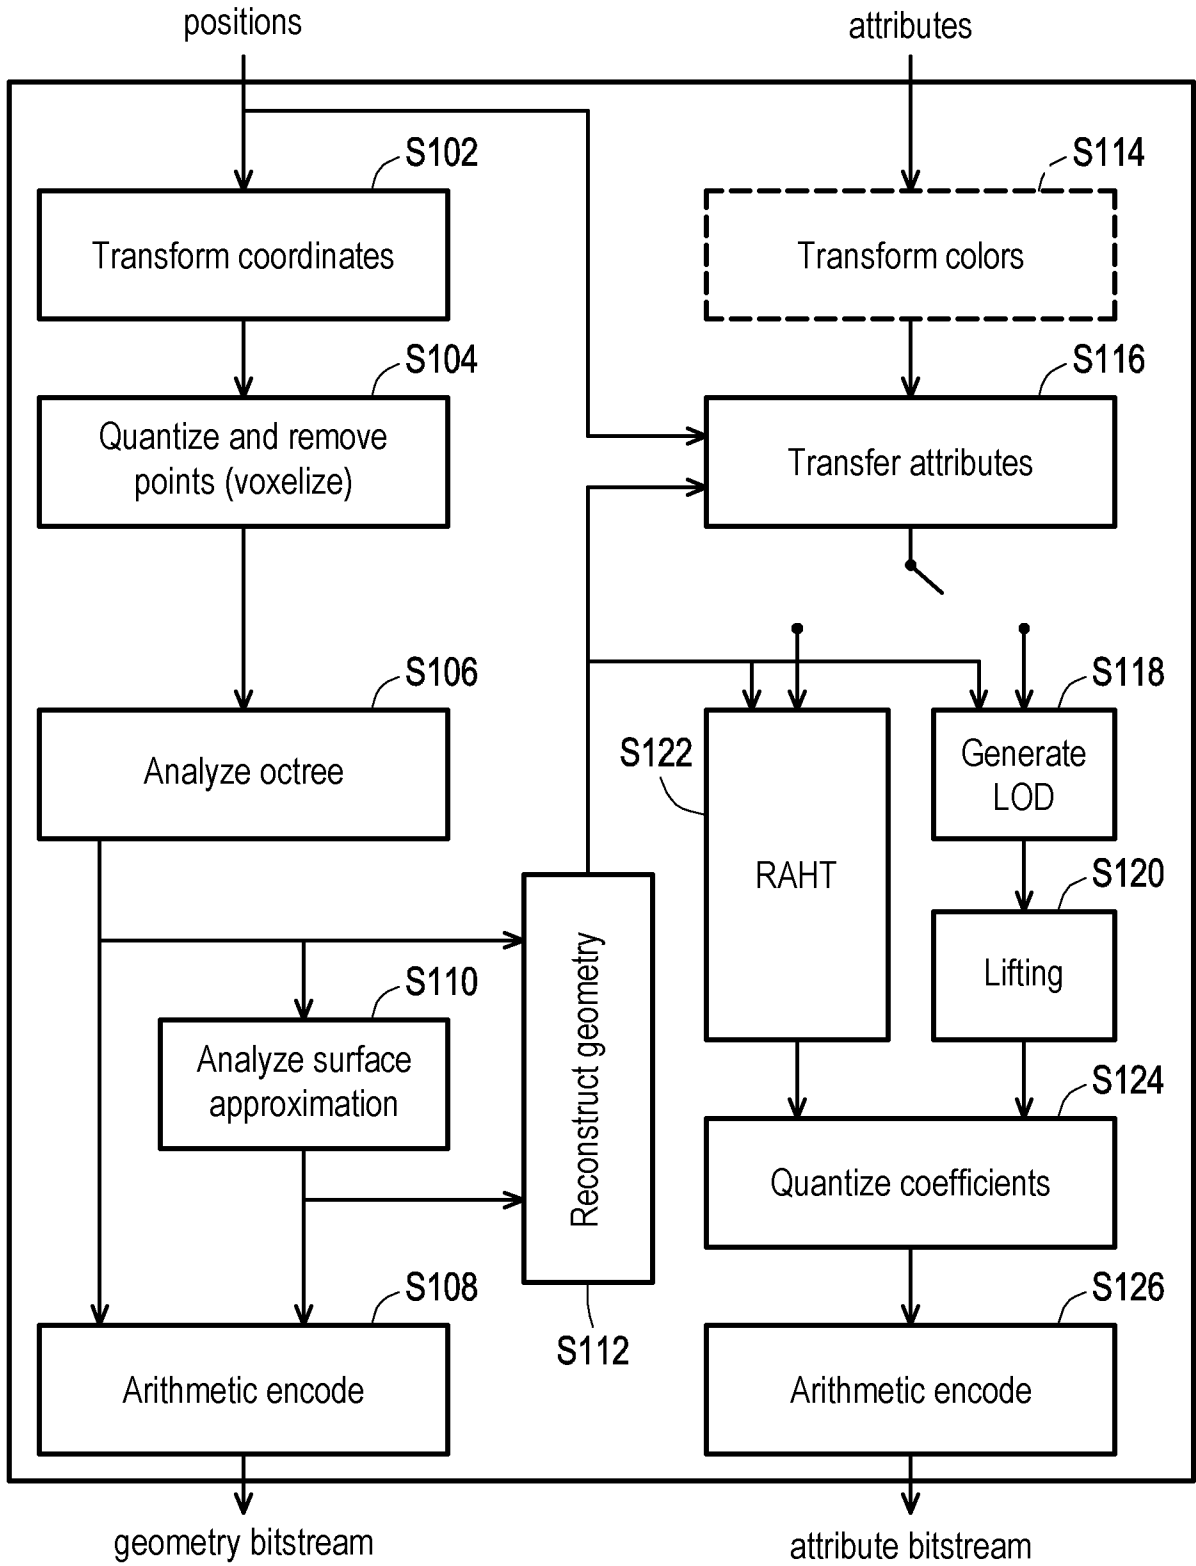 positions
attributes
S102
S114
Transform coordinates
Transform colors
S104
S116
Quantize and remove
points (voxelize)
Transfer attributes
S106
S118
Analyze octree
S122
Generate
LOD
RAHT
S120
Lifting
S110
Analyze surface
approximation
Reconstruct geometry
S124
Quantize coefficients
S108
S112
S126
Arithmetic encode
Arithmetic encode
geometry bitstream
attribute bitstream